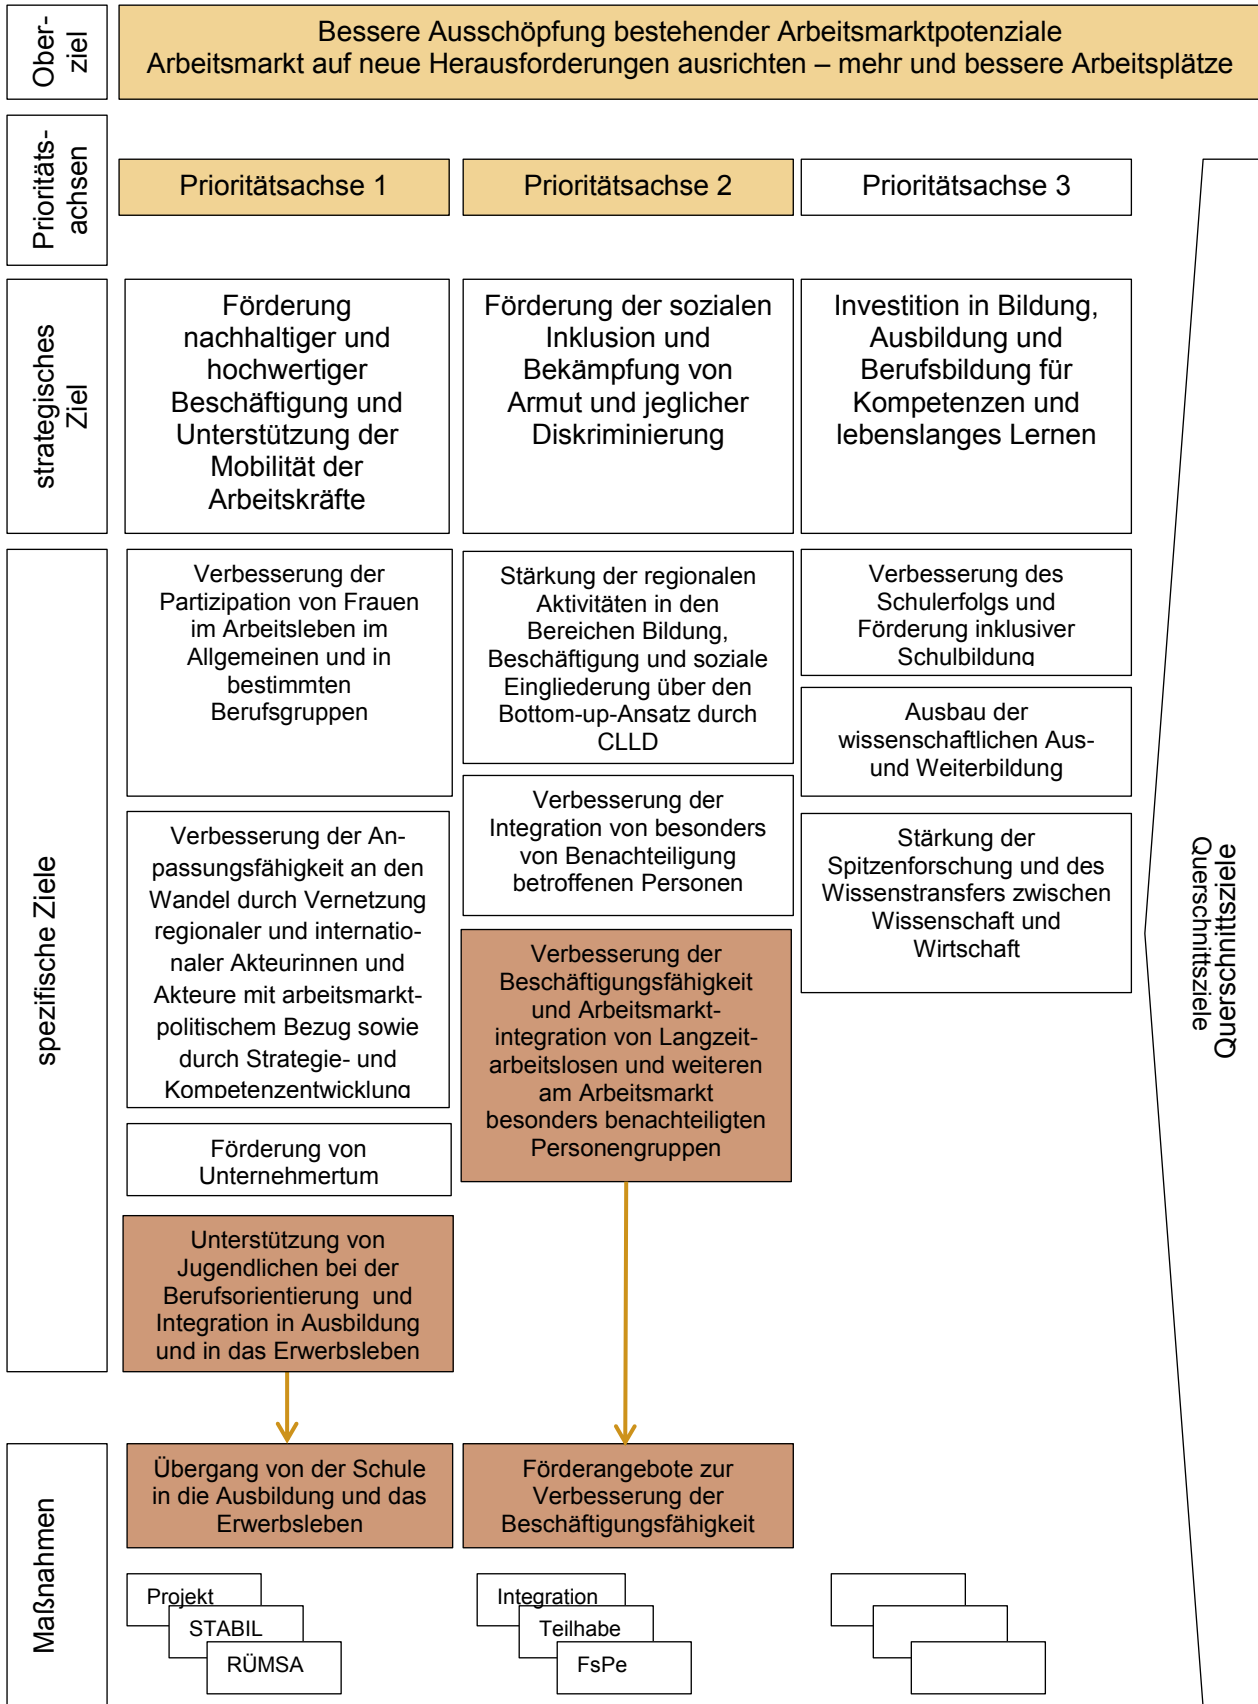 Ober-
ziel
Bessere Ausschöpfung bestehender Arbeitsmarktpotenziale
Arbeitsmarkt auf neue Herausforderungen ausrichten – mehr und bessere Arbeitsplätze
Prioritäts-
achsen
Prioritätsachse 1
Prioritätsachse 2
Prioritätsachse 3
strategisches
Ziel
Förderung
nachhaltiger und
hochwertiger
Beschäftigung und
Unterstützung der
Mobilität der
Arbeitskräfte
Förderung der sozialen
Inklusion und
Bekämpfung von
Armut und jeglicher
Diskriminierung
Investition in Bildung,
Ausbildung und
Berufsbildung für
Kompetenzen und
lebenslanges Lernen
spezifische Ziele
Verbesserung der
Partizipation von Frauen
im Arbeitsleben im
Allgemeinen und in
bestimmten
Berufsgruppen
Verbesserung der An-
passungsfähigkeit an den
Wandel durch Vernetzung
regionaler und internatio-
naler Akteurinnen und
Akteure mit arbeitsmarkt-
politischem Bezug sowie
durch Strategie- und
Kompetenzentwicklung
Förderung von
Unternehmertum
Unterstützung von
Jugendlichen bei der
Berufsorientierung und
Integration in Ausbildung
und in das Erwerbsleben
Stärkung der regionalen
Aktivitäten in den
Bereichen Bildung,
Beschäftigung und soziale
Eingliederung über den
Bottom-up-Ansatz durch
CLLD
Verbesserung der
Integration von besonders
von Benachteiligung
betroffenen Personen
Verbesserung der
Beschäftigungsfähigkeit
und Arbeitsmarkt-
integration von Langzeit-
arbeitslosen und weiteren
am Arbeitsmarkt
besonders benachteiligten
Personengruppen
Verbesserung des
Schulerfolgs und
Förderung inklusiver
Schulbildung
Ausbau der
wissenschaftlichen Aus-
und Weiterbildung
Stärkung der
Spitzenforschung und des
Wissenstransfers zwischen
Wissenschaft und
Wirtschaft
Querschnittsziele
Querschnittsziele
Maßnahmen
Übergang von der Schule
in die Ausbildung und das
Erwerbsleben
Förderangebote zur
Verbesserung der
Beschäftigungsfähigkeit
Projekt
STABIL
RÜMSA
Integration
Teilhabe
FsPe